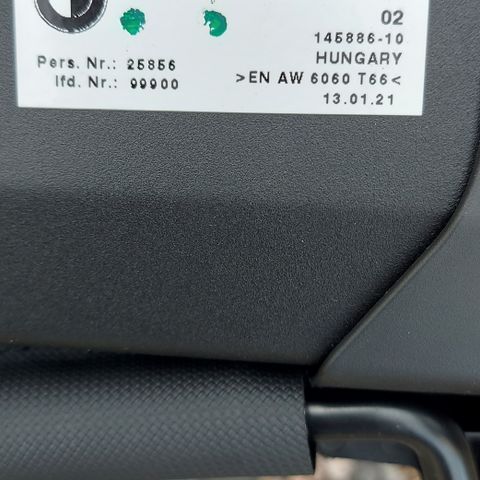 02
145886-10
HUNGARY
Pers. Nr.: 25856
>EN AW 6060 T66<
lfd. Nr.: 99900
13.01.21